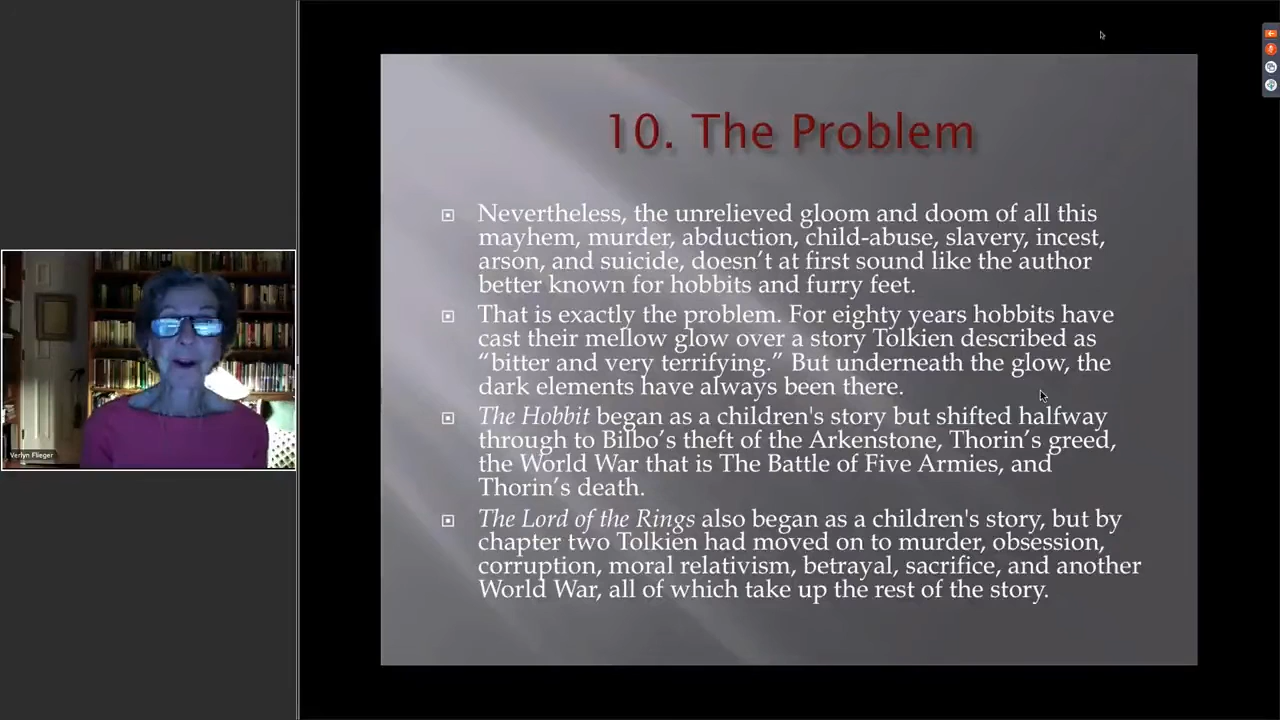 10. The Problem
Nevertheless, the unrelieved gloom and doom of all this
mayhem, murder, abduction, child-abuse, slavery, incest,
arson, and suicide, doesn’t at first sound like the author
better known for hobbits and furry feet.
That is exactly the problem. For eighty years hobbits have
cast their mellow glow over a story Tolkien described as
“bitter and very terrifying.” But underneath the glow, the
dark elements have always been there.
The Hobbit began as a children's story but shifted halfway
through to Bilbo’s theft of the Arkenstone, Thorin’s greed,
the World War that is The Battle of Five Armies, and
Thorin’s death.
The Lord of the Rings also began as a children's story, but by
chapter two Tolkien had moved on to murder, obsession,
corruption, moral relativism, betrayal, sacrifice, and another
World War, all of which take up the rest of the story.
Verlyn Flieger